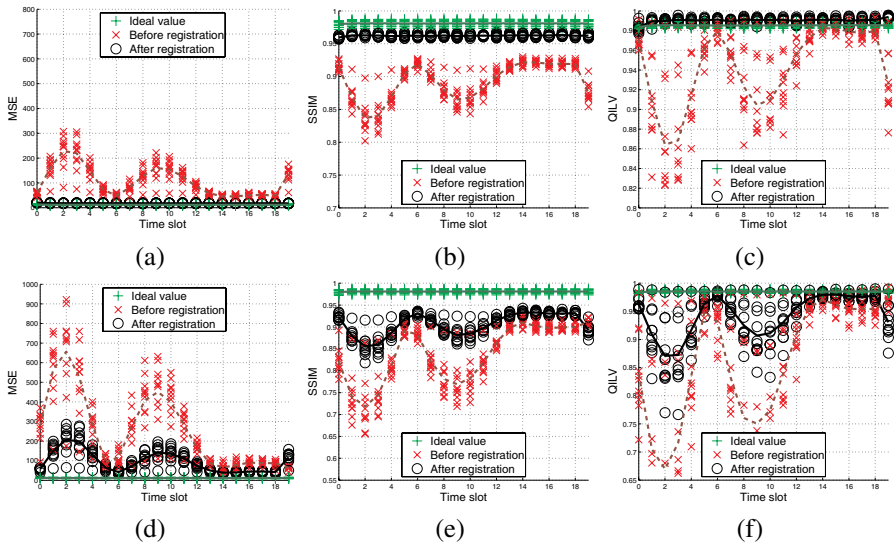 800
700
600
500
400
300
200
100
MSE
Ideal value
Before registration
After registration
0 2 4 6 8 10 12 14 16 18
Time slot
(a)
1
0.95
0.9
0.85
0.8
0.75
0.7
SSIM
Ideal value
Before registration
After registration
0 2 4 6 8 10 12 14 16 18
Time slot
(b)
1
0.98
0.96
0.94
0.92
0.9
0.88
0.86
0.84
0.82
0.8
QILV
Ideal value
Before registration
After registration
0 2 4 6 8 10 12 14 16 18
Time slot
(c)
1000
900
800
700
600
500
400
300
200
100
0
MSE
Ideal value
Before registration
After registration
0 2 4 6 8 10 12 14 16 18
Time slot
(d)
1
0.95
0.9
0.85
0.8
0.75
0.7
0.65
0.6
0.55
SSIM
Ideal value
Before registration
After registration
0 2 4 6 8 10 12 14 16 18
Time slot
(e)
1
0.95
0.9
0.85
0.8
0.75
0.7
0.65
QILV
Ideal value
Before registration
After registration
0 2 4 6 8 10 12 14 16 18
Time slot
(f)